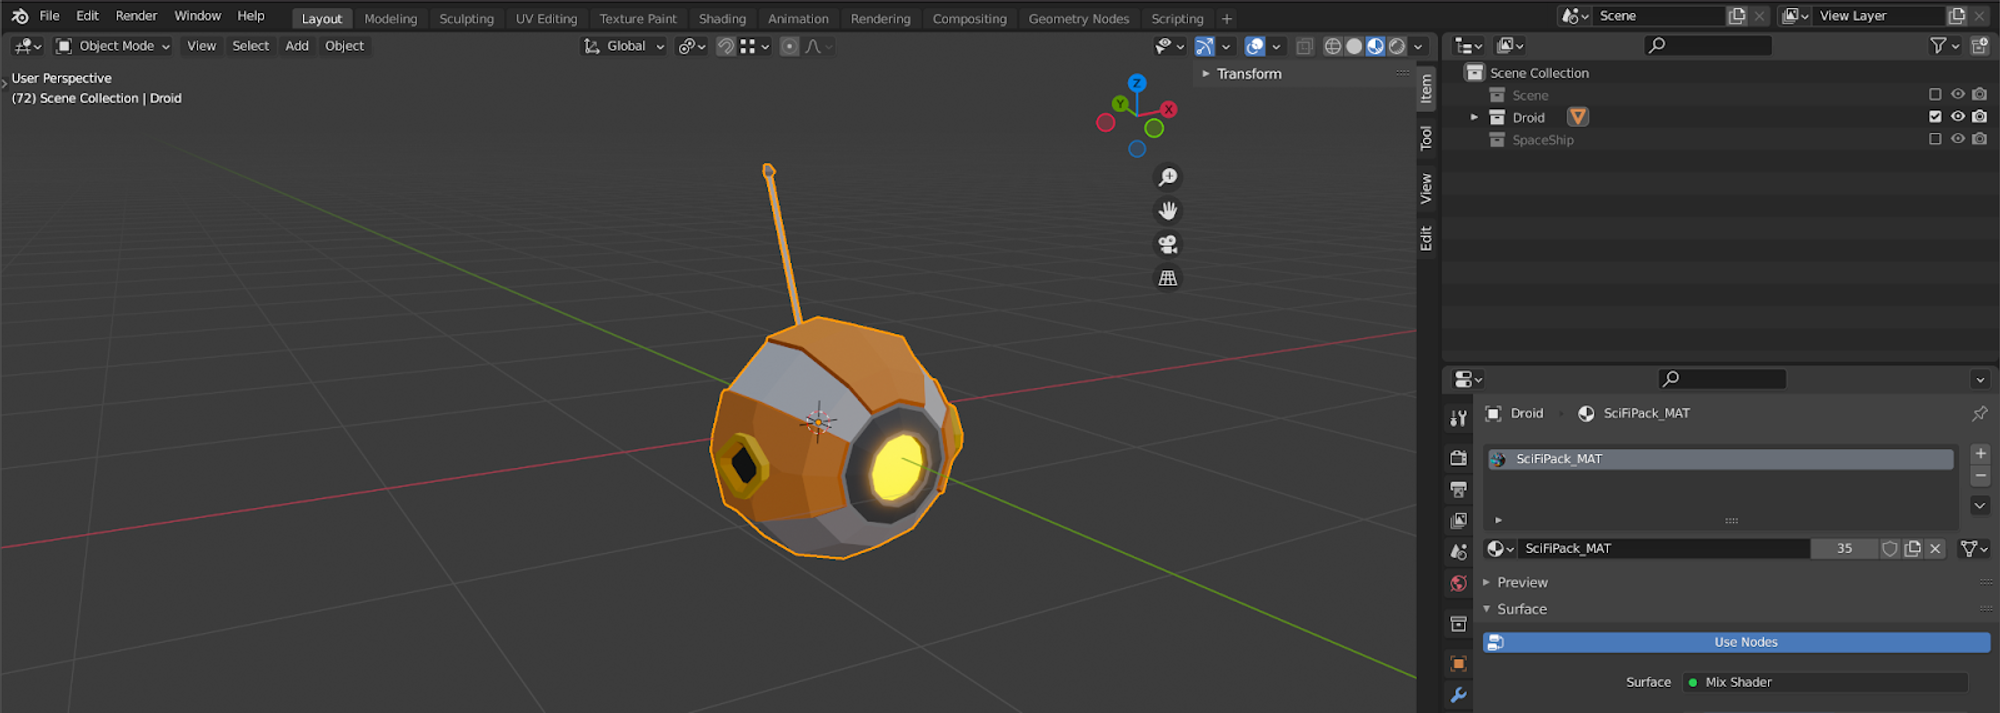 File Edit Render Window Help Layout Modeling Sculpting UV Editing Texture Paint Shading Animation Rendering Compositing Geometry Nodes Scripting + Scene View Layer
Object Mode View Select Add Object Global
User Perspective
(72) Scene Collection | Droid
Transform
Z
Y
X
Item
Tool
View
Edit
Scene Collection
Scene
Droid
SpaceShip
Droid SciFiPack_MAT
SciFiPack_MAT
SciFiPack_MAT 35
Preview
Surface
Use Nodes
Surface Mix Shader